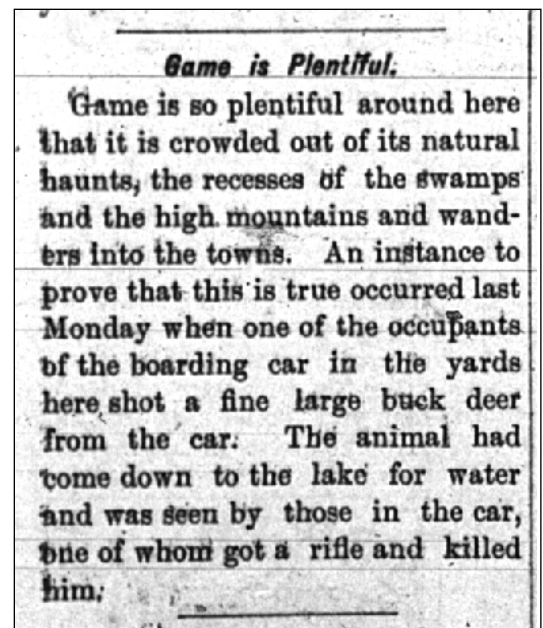 Game is Plentiful.
Game is so plentiful around here
that it is crowded out of its natural
haunts, the recesses of the swamps
and the high mountains and wand-
ers into the towns. An instance to
prove that this is true occurred last
Monday when one of the occupants
of the boarding car in the yards
here shot a fine large buck deer
from the car. The animal had
come down to the lake for water
and was seen by those in the car,
one of whom got a rifle and killed
him.